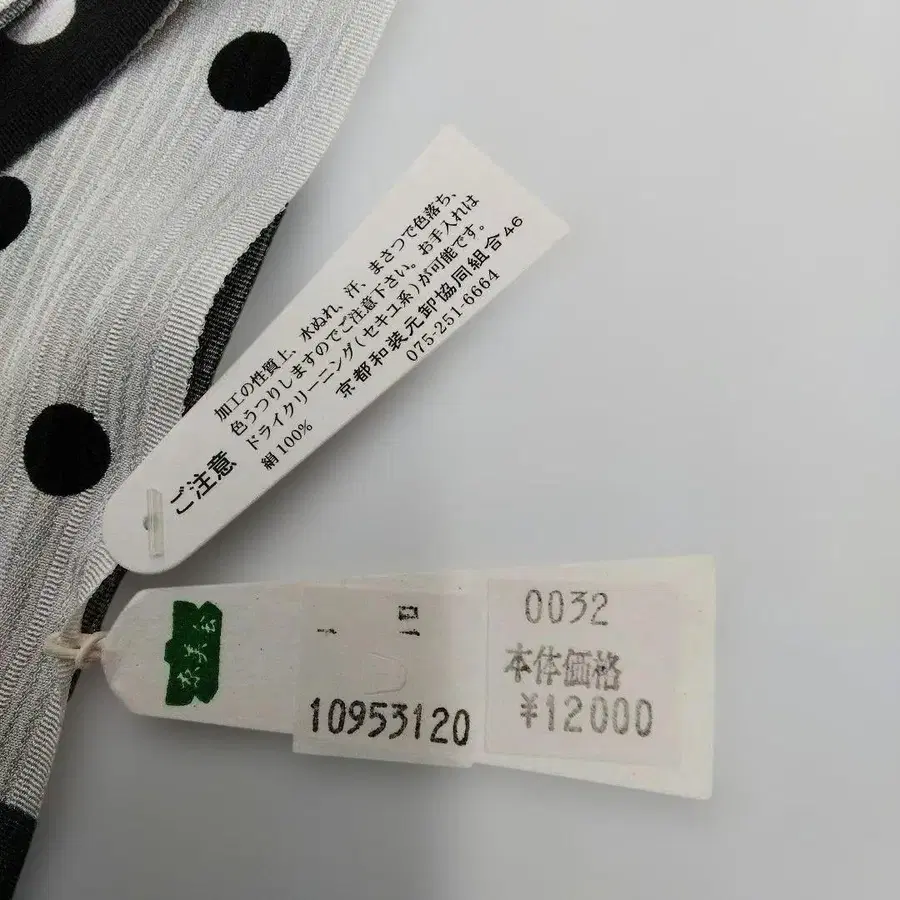 ご注意
加工の性質上、水ぬれ、汗、まさつで色落ち、
色うつりしますのでご注意下さい。お手入れは
ドライクリーニング(セキユ系)が可能です。
絹100%
京都和装元卸協同組合46
075-251-6664
10953120
0032
本体価格
¥12000